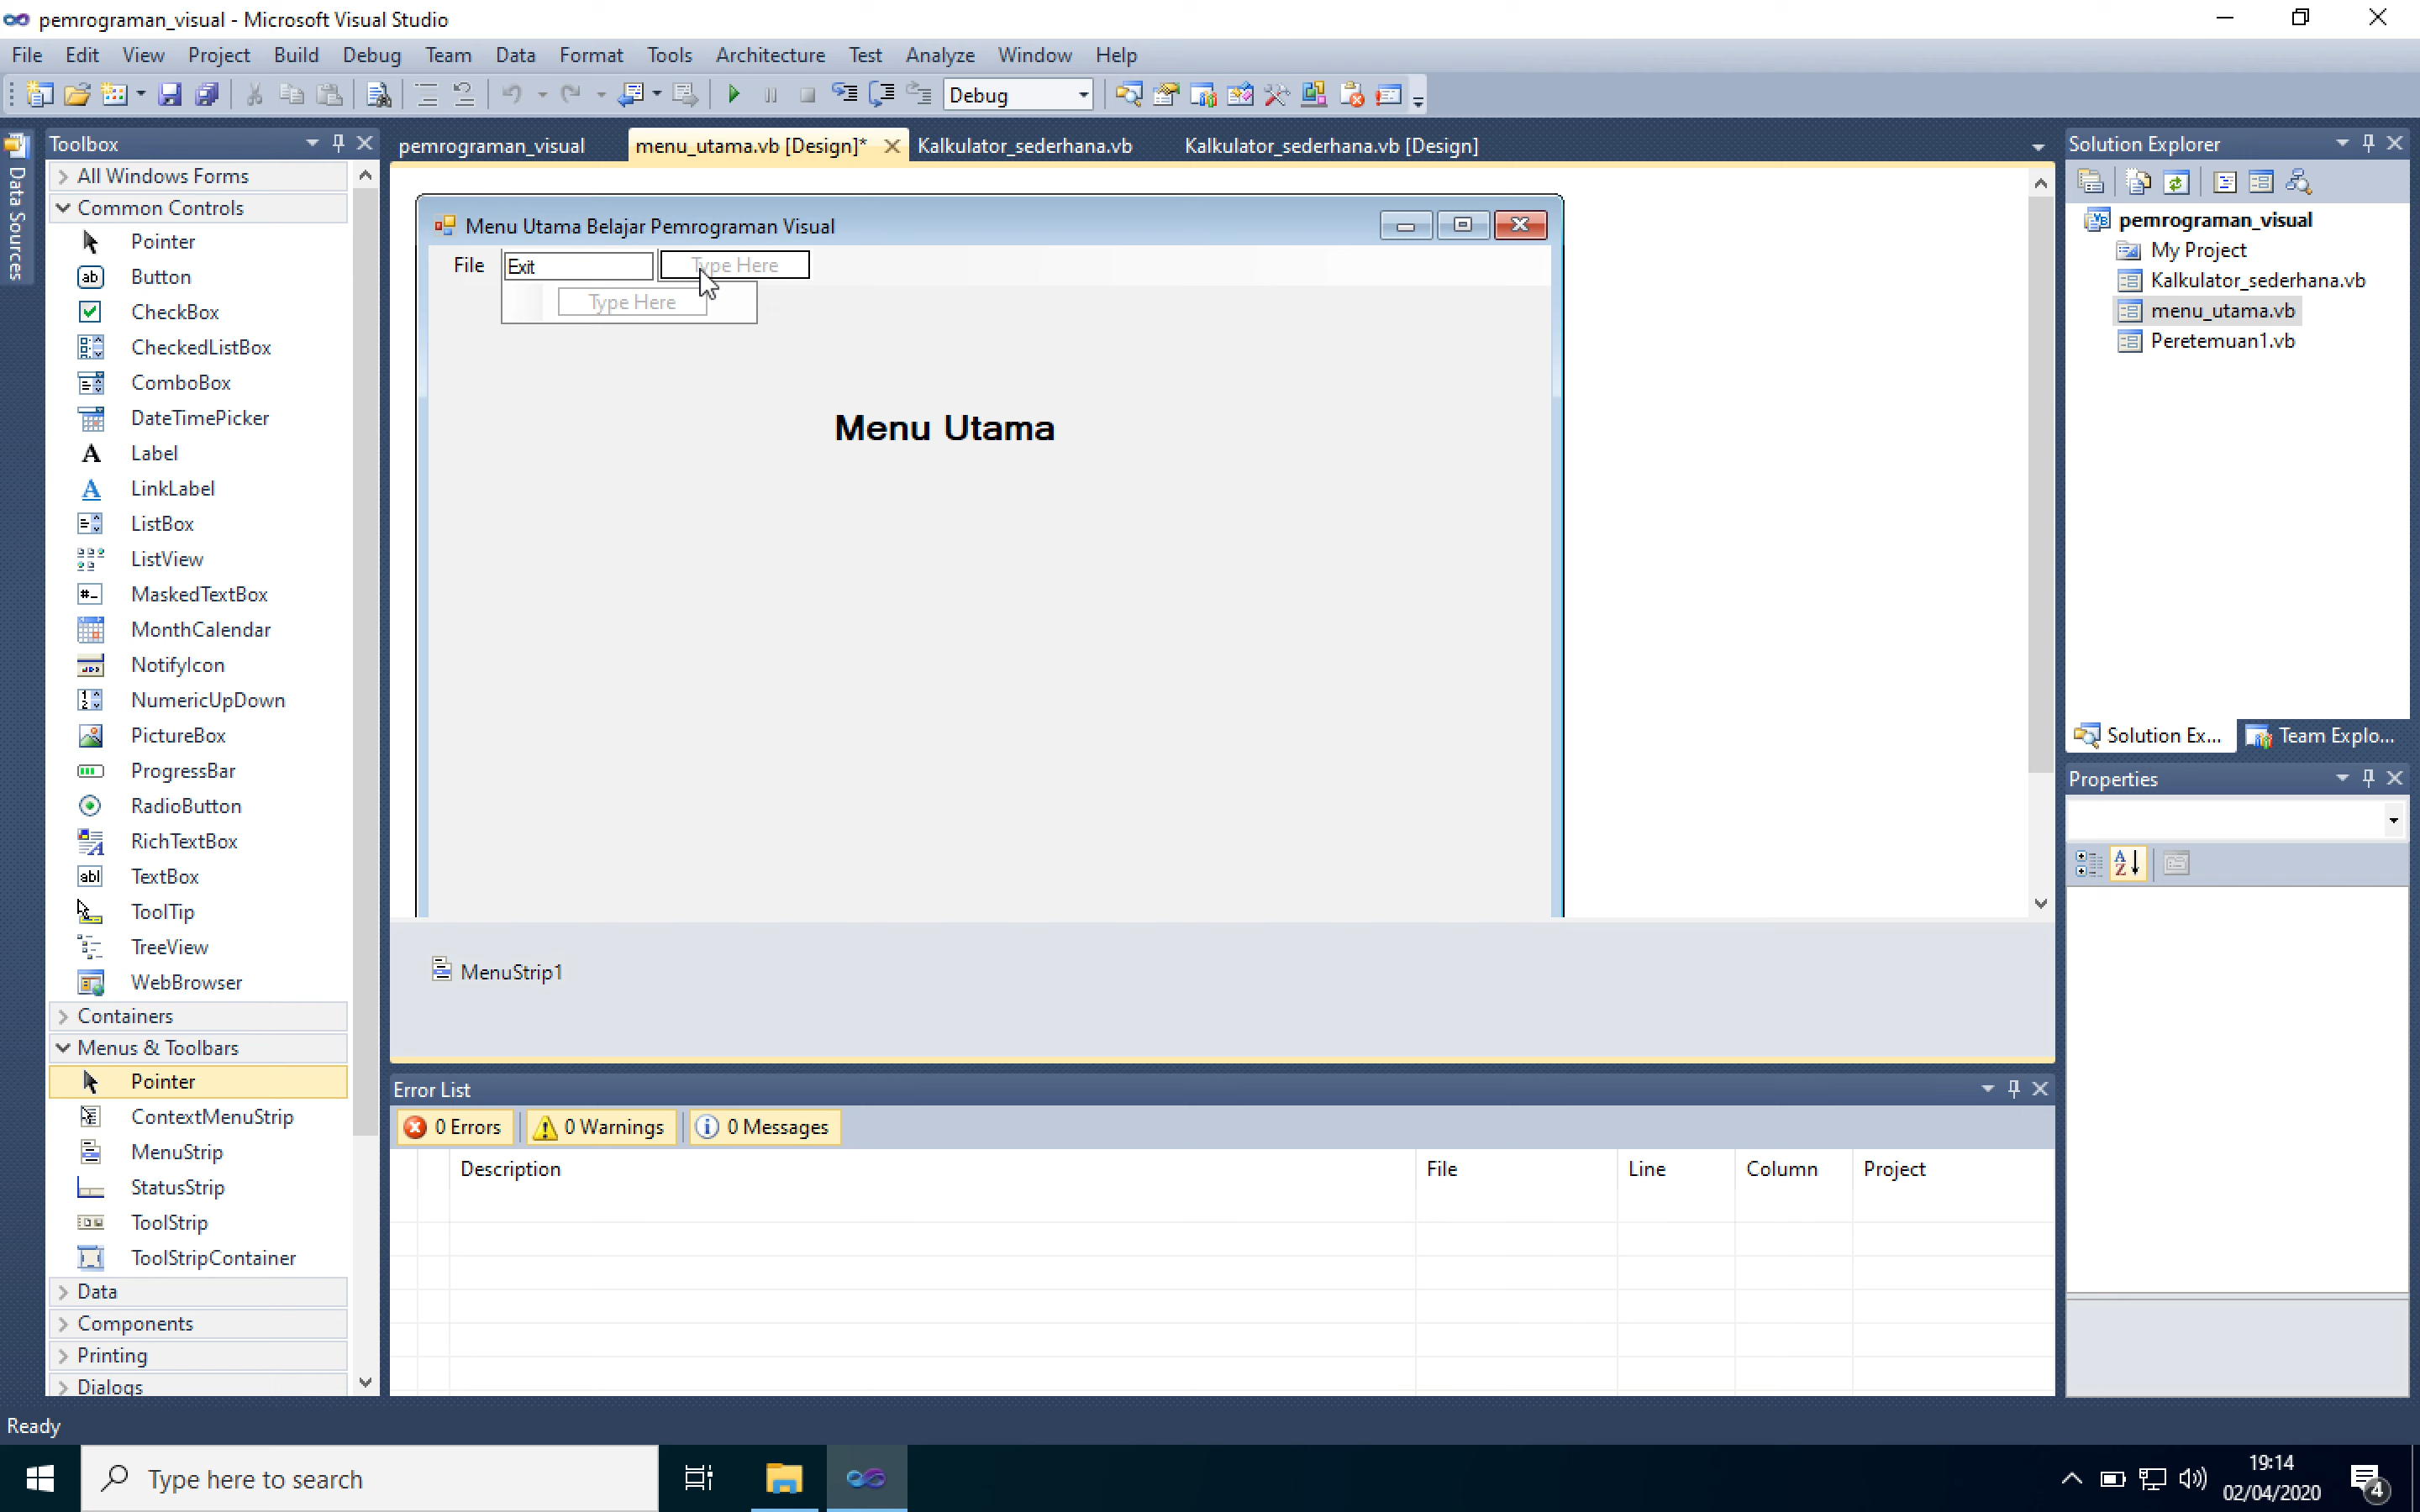 pemrograman_visual - Microsoft Visual Studio
File Edit View Project Build Debug Team Data Format Tools Architecture Test Analyze Window Help
Debug
Data Sources
Toolbox
All Windows Forms
Common Controls
Pointer
Button
CheckBox
CheckedListBox
ComboBox
DateTimePicker
Label
LinkLabel
ListBox
ListView
MaskedTextBox
MonthCalendar
NotifyIcon
NumericUpDown
PictureBox
ProgressBar
RadioButton
RichTextBox
TextBox
ToolTip
TreeView
WebBrowser
Containers
Menus & Toolbars
Pointer
ContextMenuStrip
MenuStrip
StatusStrip
ToolStrip
ToolStripContainer
Data
Components
Printing
Dialogs
pemrograman_visual menu_utama.vb [Design]* Kalkulator_sederhana.vb Kalkulator_sederhana.vb [Design]
Menu Utama Belajar Pemrograman Visual
File Exit Type Here
Type Here
Menu Utama
MenuStrip1
Error List
0 Errors 0 Warnings 0 Messages
Description File Line Column Project
Solution Explorer
pemrograman_visual
My Project
Kalkulator_sederhana.vb
menu_utama.vb
Peretemuan1.vb
Solution Ex... Team Explo...
Properties
Ready
Type here to search
19:14
02/04/2020
4